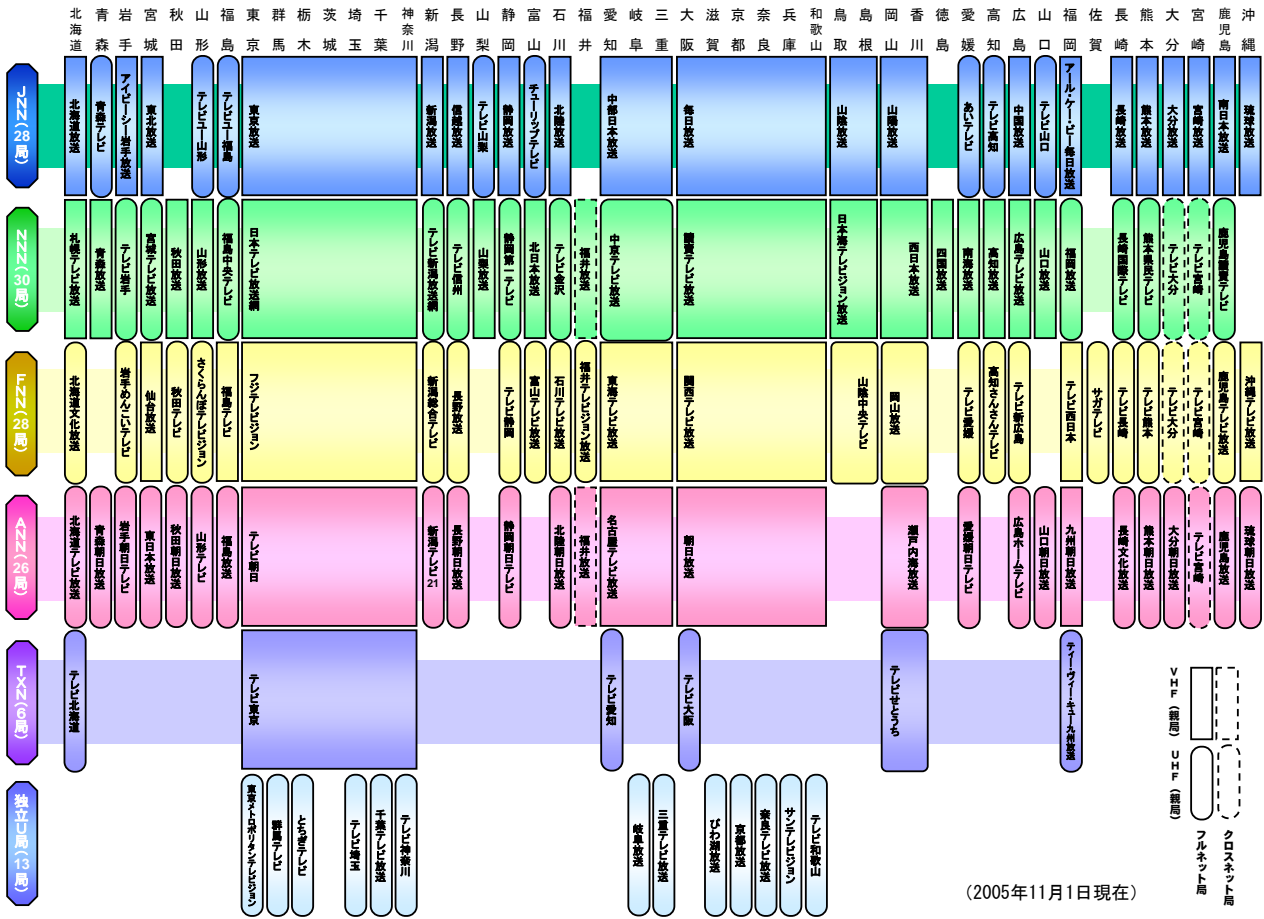 北海道
青森
岩手
宮城
秋田
山形
福島
東京
群馬
栃木
茨城
埼玉
千葉
神奈川
新潟
長野
山梨
静岡
富山
石川
福井
愛知
岐阜
三重
大阪
滋賀
京都
奈良
兵庫
和歌山
鳥取
島根
岡山
香川
徳島
愛媛
高知
広島
山口
福岡
佐賀
長崎
熊本
大分
宮崎
鹿児島
沖縄
JNN(28局)
北海道放送
青森テレビ
アイビーシー岩手放送
東北放送
テレビユー山形
テレビユー福島
東京放送
新潟放送
信越放送
テレビ山梨
静岡放送
チューリップテレビ
北陸放送
中部日本放送
毎日放送
山陰放送
山陽放送
あいテレビ
テレビ高知
中国放送
テレビ山口
アール・ケー・ビー毎日放送
長崎放送
熊本放送
大分放送
宮崎放送
南日本放送
琉球放送
NNN(30局)
札幌テレビ放送
青森放送
テレビ岩手
宮城テレビ放送
秋田放送
山形放送
福島中央テレビ
日本テレビ放送網
テレビ新潟放送網
テレビ信州
山梨放送
静岡第一テレビ
北日本放送
テレビ金沢
福井放送
中京テレビ放送
讀賣テレビ放送
日本海テレビジョン放送
西日本放送
四国放送
南海放送
高知放送
広島テレビ放送
山口放送
福岡放送
長崎国際テレビ
熊本県民テレビ
テレビ大分
テレビ宮崎
鹿児島讀賣テレビ
FNN(28局)
北海道文化放送
岩手めんこいテレビ
仙台放送
秋田テレビ
さくらんぼテレビジョン
福島テレビ
フジテレビジョン
新潟総合テレビ
長野放送
テレビ静岡
富山テレビ放送
石川テレビ放送
福井テレビジョン放送
東海テレビ放送
関西テレビ放送
山陰中央テレビ
岡山放送
テレビ愛媛
高知さんさんテレビ
テレビ新広島
テレビ西日本
サガテレビ
テレビ長崎
テレビ熊本
テレビ大分
テレビ宮崎
鹿児島テレビ放送
沖縄テレビ放送
ANN(26局)
北海道テレビ放送
青森朝日放送
岩手朝日テレビ
東日本放送
秋田朝日放送
山形テレビ
福島放送
テレビ朝日
新潟テレビ21
長野朝日放送
静岡朝日テレビ
北陸朝日放送
福井放送
名古屋テレビ放送
朝日放送
瀬戸内海放送
愛媛朝日テレビ
広島ホームテレビ
山口朝日放送
九州朝日放送
長崎文化放送
熊本朝日放送
大分朝日放送
テレビ宮崎
鹿児島放送
琉球朝日放送
TXN(6局)
テレビ北海道
テレビ東京
テレビ愛知
テレビ大阪
テレビせとうち
ティー・ヴィー・キュー九州放送
独立U局(13局)
東京メトロポリタンテレビジョン
群馬テレビ
とちぎテレビ
テレビ埼玉
千葉テレビ放送
テレビ神奈川
岐阜放送
三重テレビ放送
びわ湖放送
京都放送
奈良テレビ放送
サンテレビジョン
テレビ和歌山
VHF(親局)
UHF(親局)
フルネット局
クロスネット局
(2005年11月1日現在)